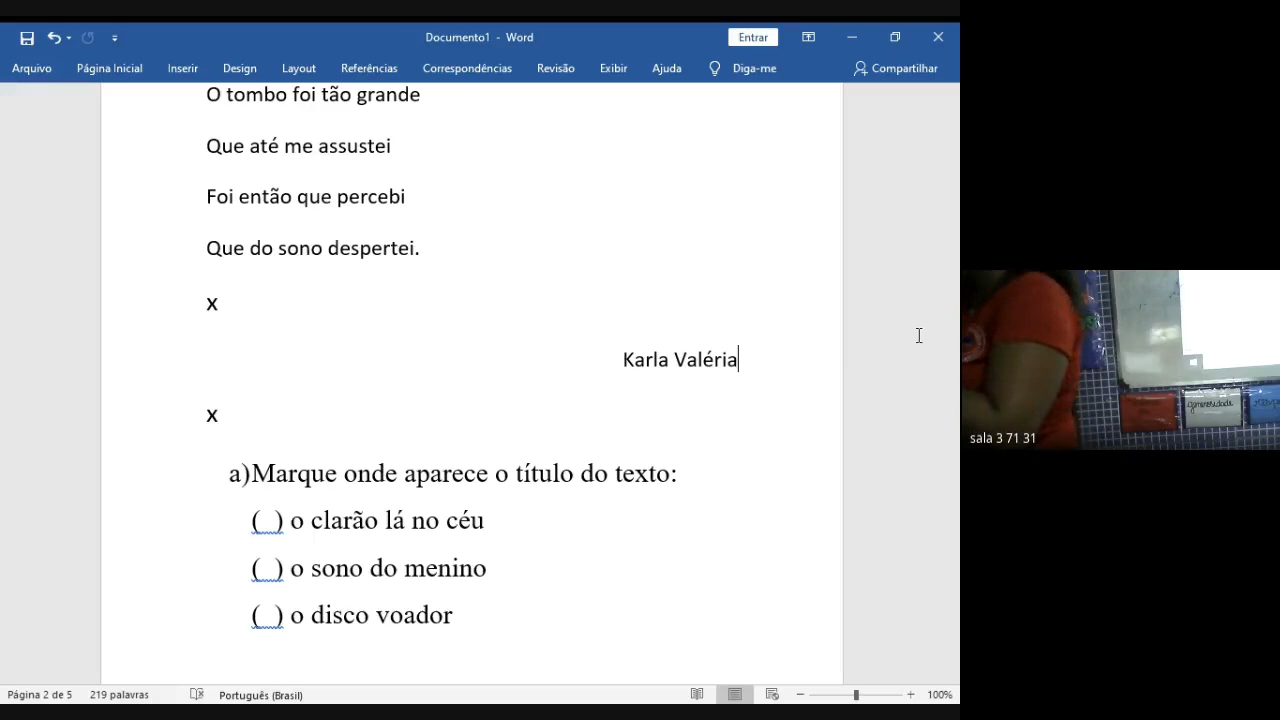 Documento1 - Word
Entrar
Arquivo Página Inicial Inserir Design Layout Referências Correspondências Revisão Exibir Ajuda Diga-me Compartilhar
O tombo foi tão grande
Que até me assustei
Foi então que percebi
Que do sono despertei.
x
Karla Valéria
x
a)Marque onde aparece o título do texto:
( ) o clarão lá no céu
( ) o sono do menino
( ) o disco voador
Página 2 de 5 219 palavras Português (Brasil) 100%
generosidade
sala 3 71 31